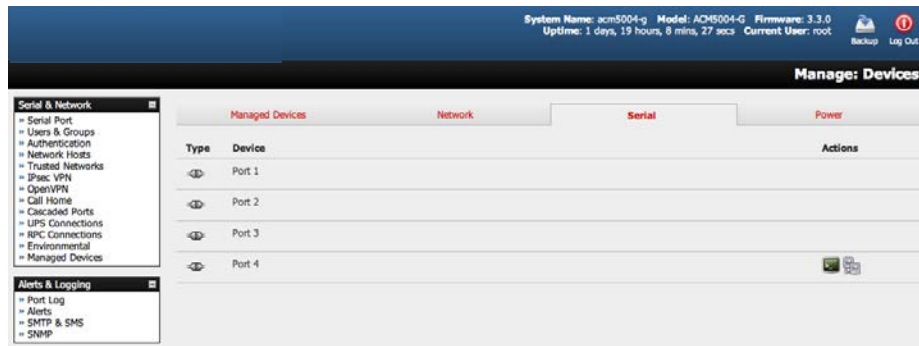 System Name: acm5004-g Model: ACM5004-G Firmware: 3.3.0
Uptime: 1 days, 19 hours, 8 mins, 27 secs Current User: root
Backup
Log Out
Manage: Devices
Serial & Network
» Serial Port
» Users & Groups
» Authentication
» Network Hosts
» Trusted Networks
» IPsec VPN
» OpenVPN
» Call Home
» Cascaded Ports
» UPS Connections
» RPC Connections
» Environmental
» Managed Devices
Alerts & Logging
» Port Log
» Alerts
» SMTP & SMS
» SNMP
Managed Devices Network Serial Power
Type Device Actions
Port 1
Port 2
Port 3
Port 4